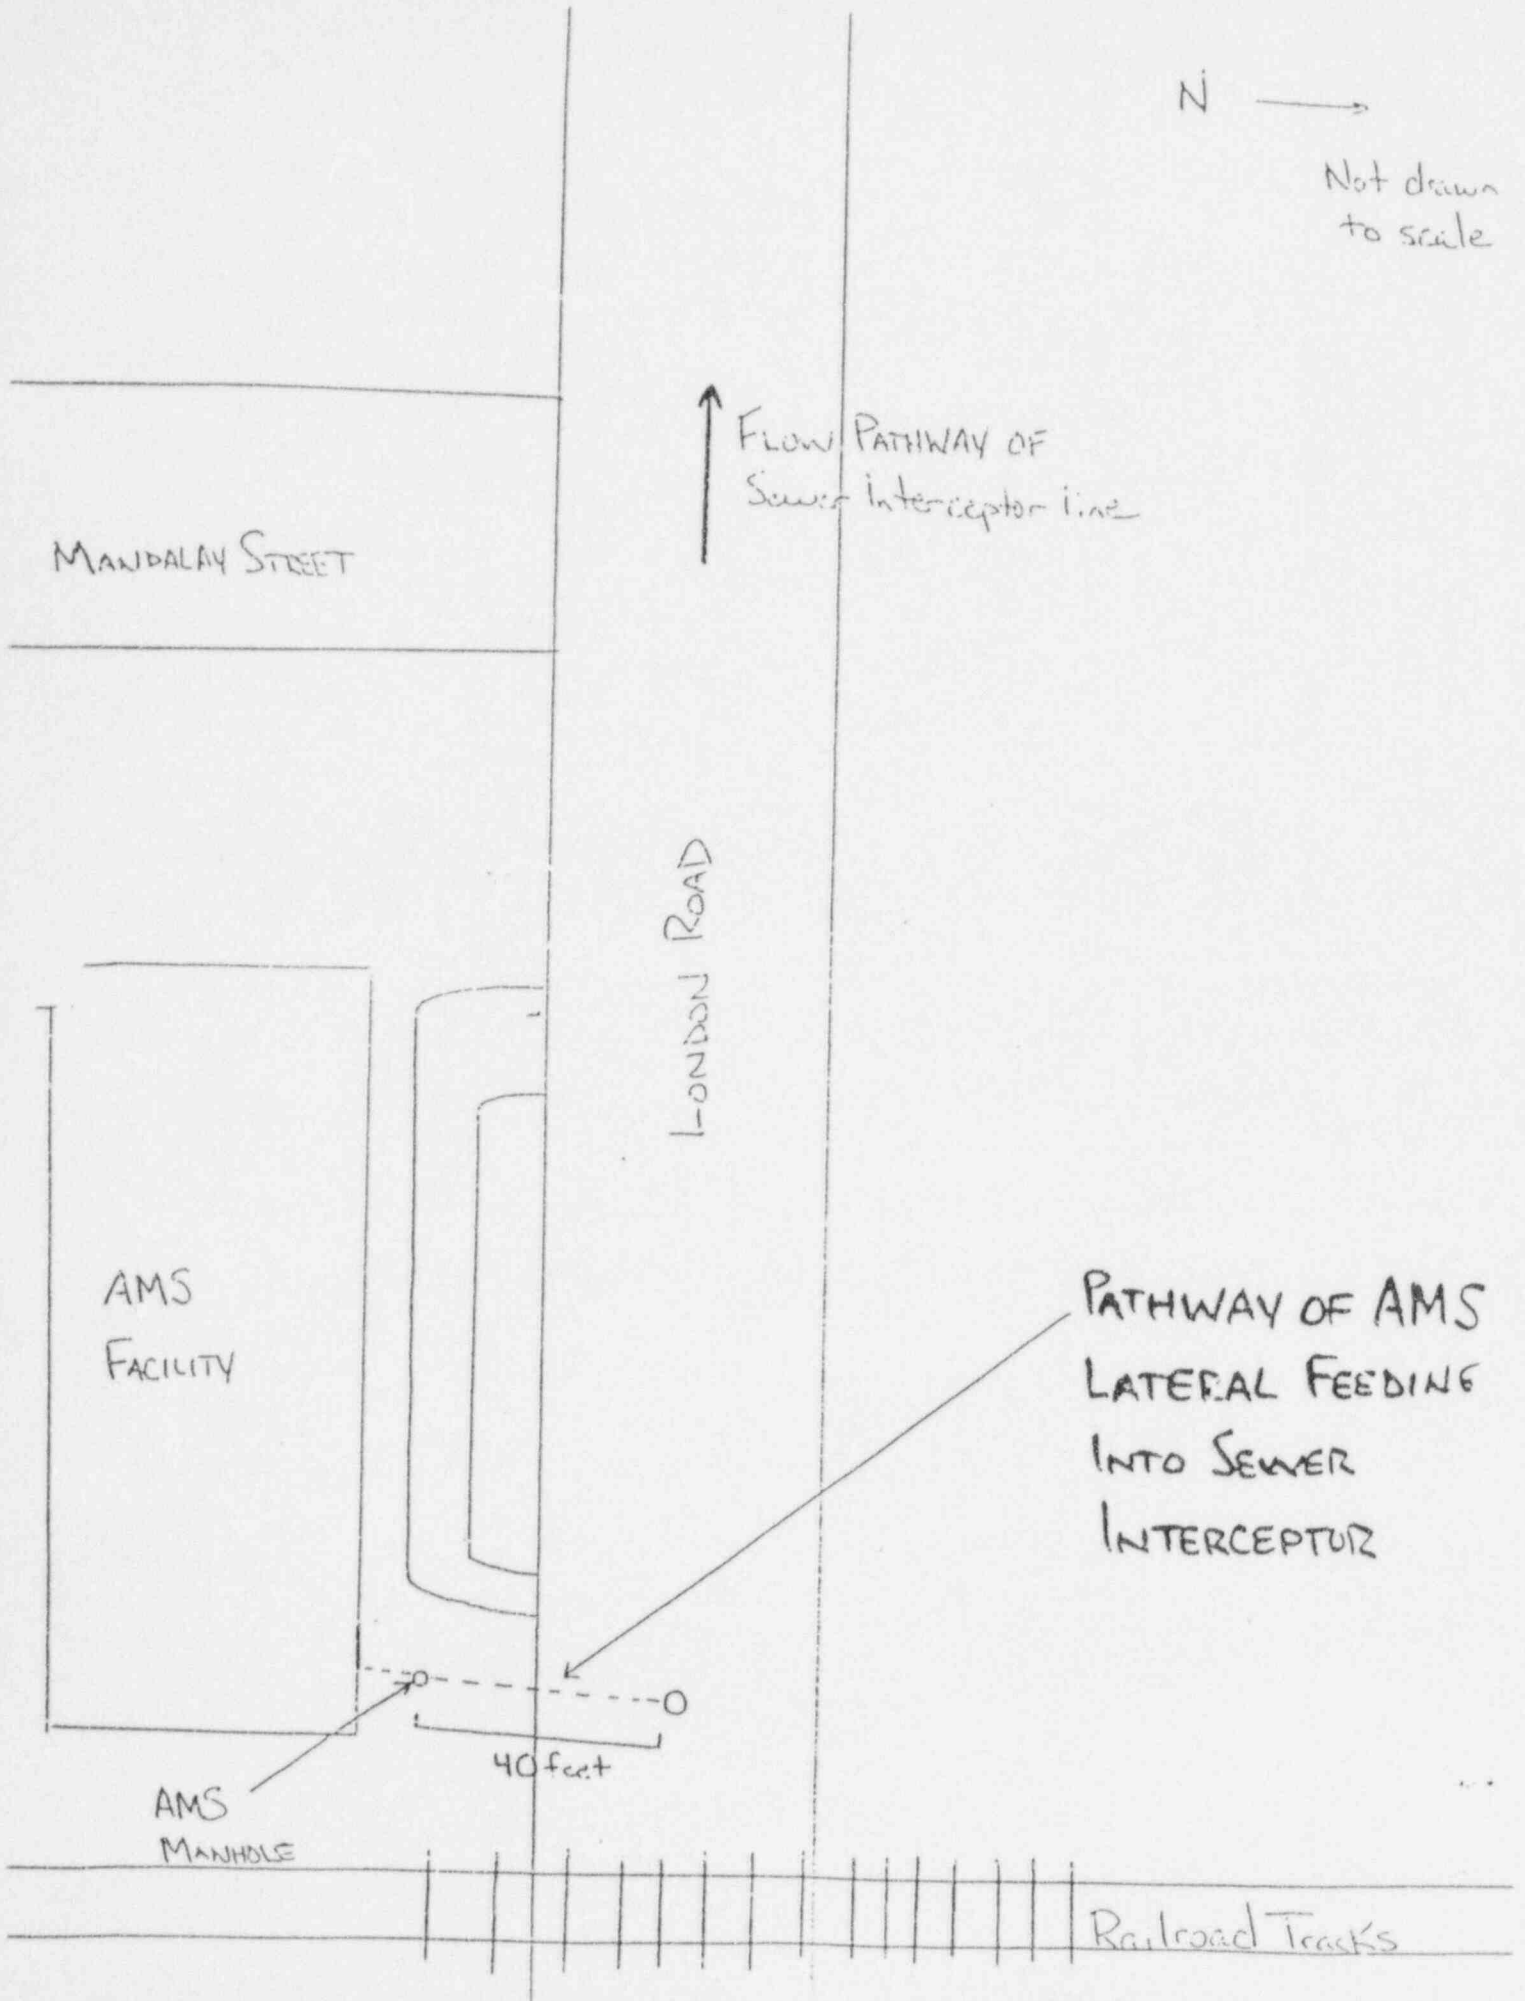 N
Not drawn
to scale
FLOW PATHWAY OF
Sewer Interceptor line
MANDALAY STREET
LONDON ROAD
AMS
FACILITY
PATHWAY OF AMS
LATERAL FEEDING
INTO SEWER
INTERCEPTOR
40 feet
AMS
MANHOLE
Railroad Tracks